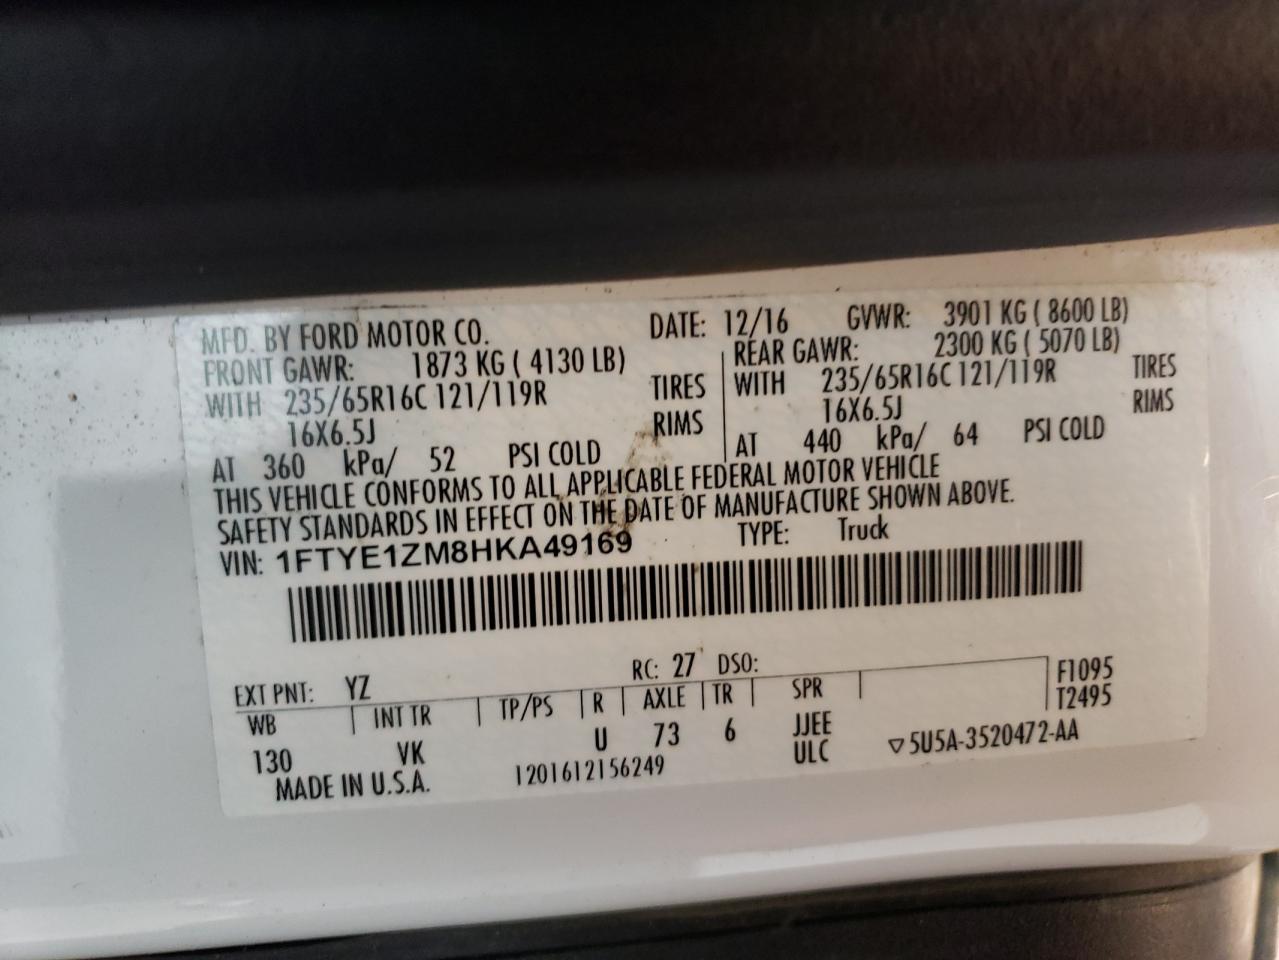 MFD. BY FORD MOTOR CO. DATE: 12/16 GVWR: 3901 KG ( 8600 LB)
FRONT GAWR: 1873 KG ( 4130 LB) REAR GAWR: 2300 KG ( 5070 LB)
WITH 235/65R16C 121/119R TIRES WITH 235/65R16C 121/119R TIRES
16X6.5J RIMS 16X6.5J RIMS
AT 360 kPa/ 52 PSI COLD AT 440 kPa/ 64 PSI COLD
THIS VEHICLE CONFORMS TO ALL APPLICABLE FEDERAL MOTOR VEHICLE
SAFETY STANDARDS IN EFFECT ON THE DATE OF MANUFACTURE SHOWN ABOVE.
VIN: 1FTYE1ZM8HKA49169 TYPE: Truck
EXT PNT: YZ RC: 27 DSO: F1095
WB INT TR TP/PS R AXLE TR SPR T2495
130 VK U 73 6 JJEE
ULC ▽5U5A-3520472-AA
MADE IN U.S.A. 1201612156249